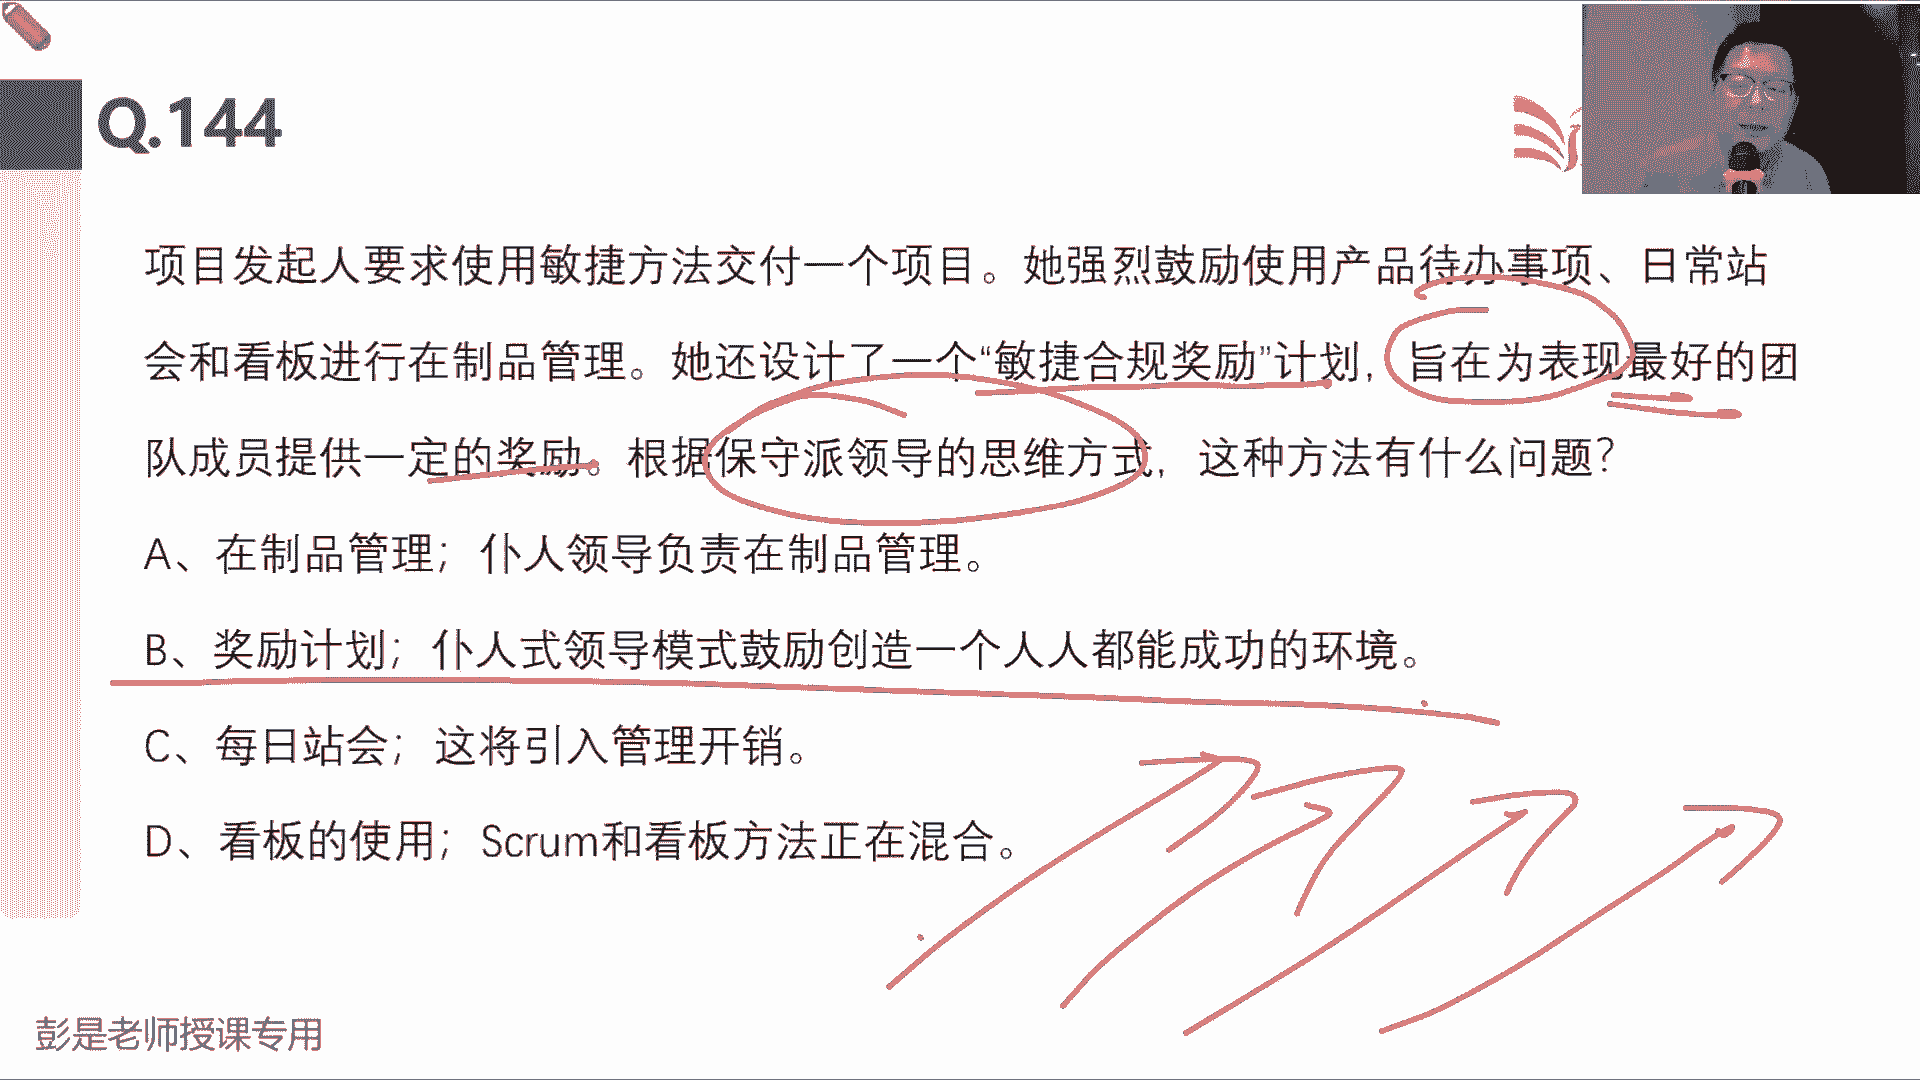 Q.144
项目发起人要求使用敏捷方法交付一个项目。她强烈鼓励使用产品待办事项、日常站
会和看板进行在制品管理。她还设计了一个“敏捷合规奖励”计划，旨在为表现最好的团
队成员提供一定的奖励。根据保守派领导的思维方式，这种方法有什么问题？
A、在制品管理；仆人领导负责在制品管理。
B、奖励计划；仆人式领导模式鼓励创造一个人人都能成功的环境。
C、每日站会；这将引入管理开销。
D、看板的使用；Scrum和看板方法正在混合。
彭是老师授课专用